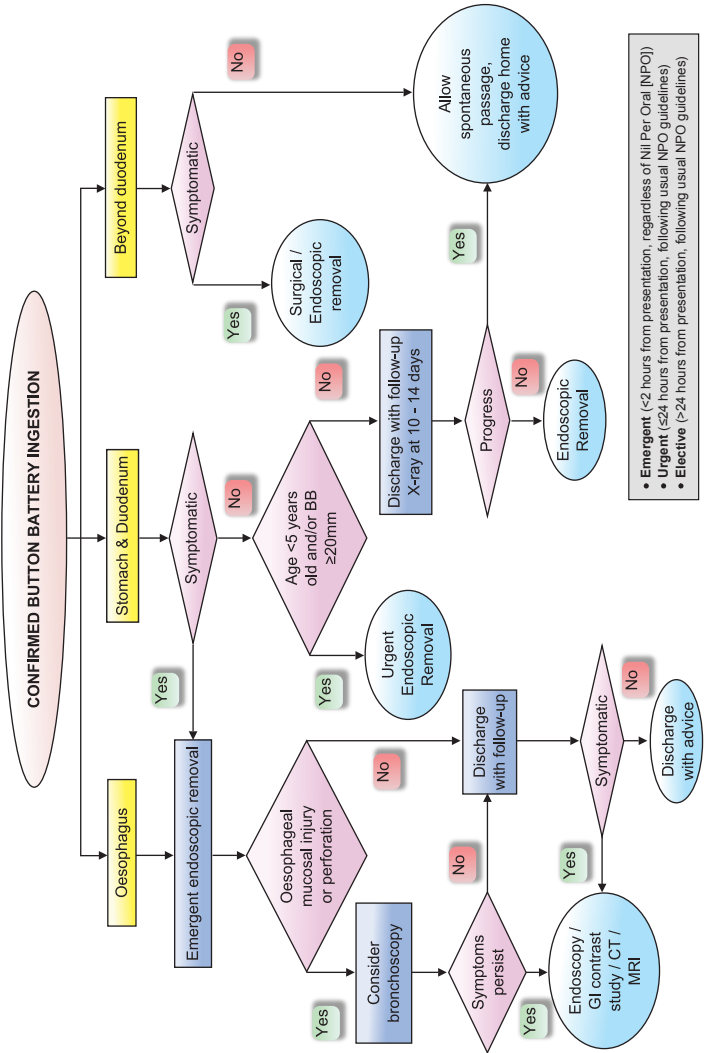 CONFIRMED BUTTON BATTERY INGESTION
Oesophagus
Stomach & Duodenum
Beyond duodenum
Emergent endoscopic removal
Yes
Symptomatic
Symptomatic
No
Yes
No
Oesophageal
mucosal injury
or perforation
Age <5 years
old and/or BB
≥20mm
Surgical /
Endoscopic
removal
Yes
No
Yes
No
Consider
bronchoscopy
Urgent
Endoscopic
Removal
Discharge with follow-up
X-ray at 10 - 14 days
Allow
spontaneous
passage,
discharge home
with advice
Symptoms
persist
No
Discharge
with follow-up
Progress
Yes
Yes
No
Endoscopy /
GI contrast
study / CT /
MRI
Yes
Symptomatic
No
Discharge
with advice
Endoscopic
Removal
• Emergent (<2 hours from presentation, regardless of Nil Per Oral [NPO])
• Urgent (≤24 hours from presentation, following usual NPO guidelines)
• Elective (>24 hours from presentation, following usual NPO guidelines)